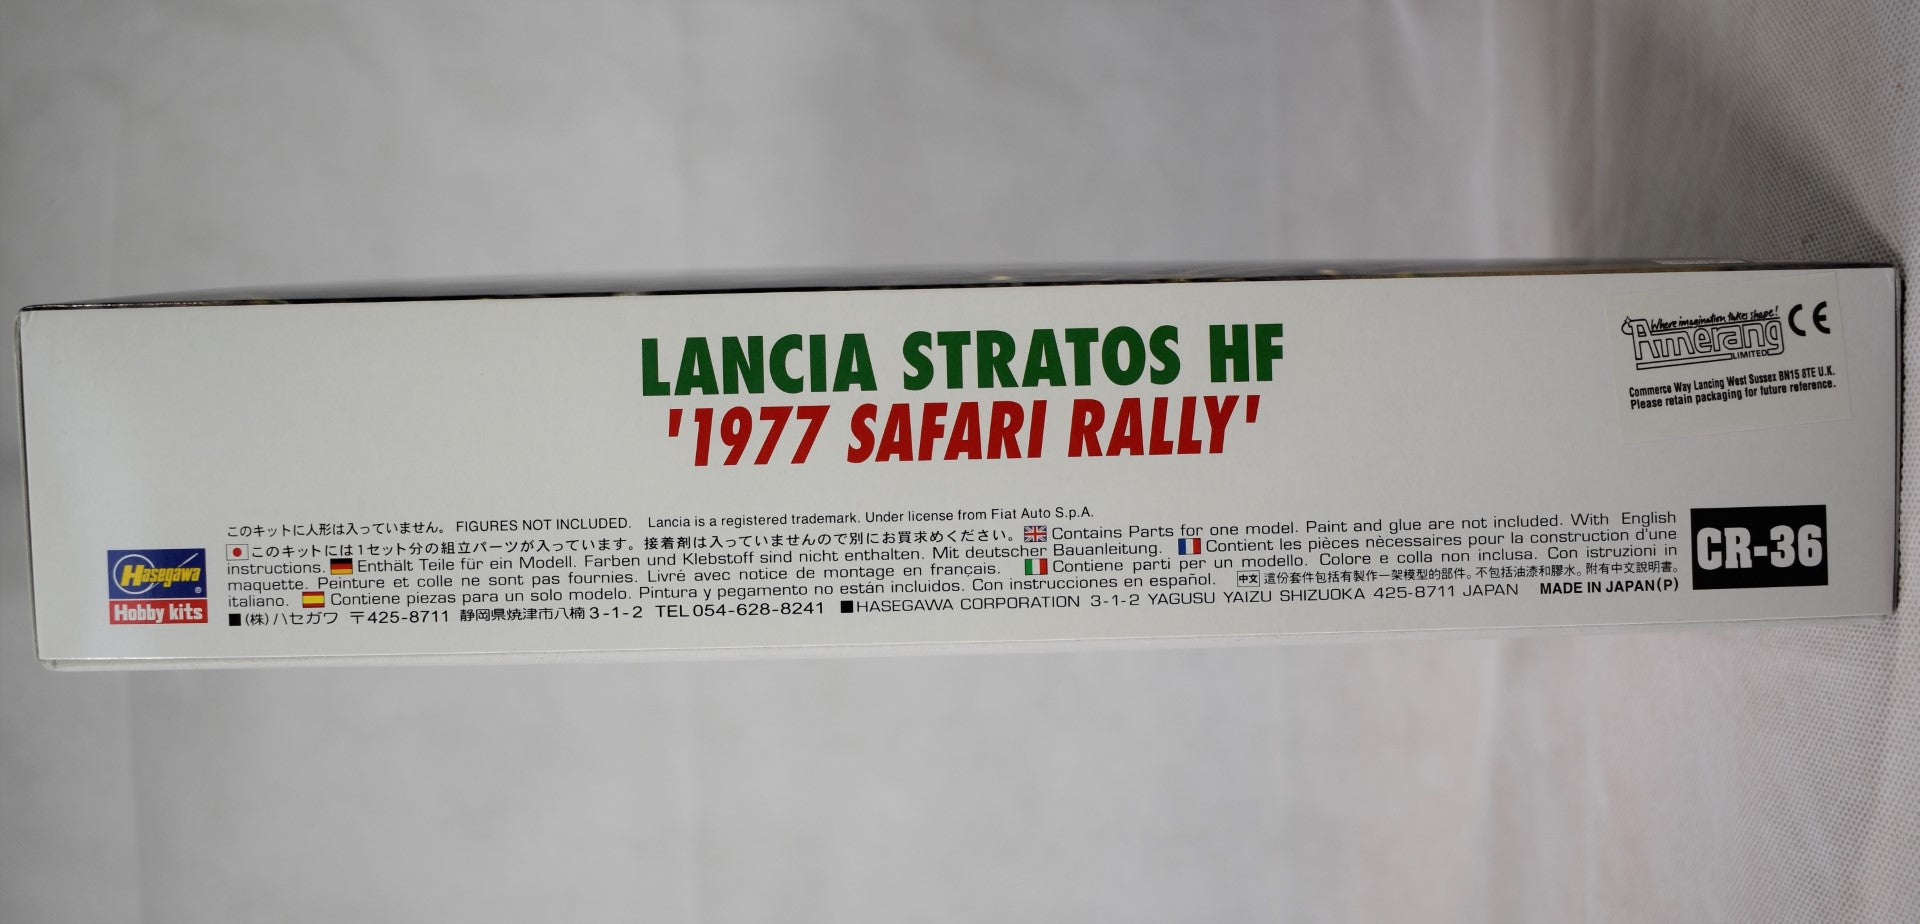 LANCIA STRATOS HF
'1977 SAFARI RALLY'
Where imagination takes shape!
Amerang
LIMITED
CE
Commerce Way Lancing West Sussex BN15 8TE U.K.
Please retain packaging for future reference.
このキットに人形は入っていません。 FIGURES NOT INCLUDED. Lancia is a registered trademark. Under license from Fiat Auto S.p.A.
このキットには1セット分の組立パーツが入っています。接着剤は入っていませんので別にお買求めください。 Contains Parts for one model. Paint and glue are not included. With English
instructions. Enthält Teile für ein Modell. Farben und Klebstoff sind nicht enthalten. Mit deutscher Bauanleitung. Contient les pièces nècessaires pour la construction d'une
maquette. Peinture et colle ne sont pas fournies. Livré avec notice de montage en français. Contiene parti per un modello. Colore e colla non inclusa. Con istruzioni in
italiano. Contiene piezas para un solo modelo. Pintura y pegamento no están incluidos. Con instrucciones en español. 中文 這份套件包括有製作一架模型的部件。不包括油漆和膠水。附有中文說明書。
■(株)ハセガワ 〒425-8711 静岡県焼津市八楠3-1-2 TEL 054-628-8241 ■HASEGAWA CORPORATION 3-1-2 YAGUSU YAIZU SHIZUOKA 425-8711 JAPAN MADE IN JAPAN(P)
Hasegawa
Hobby kits
CR-36